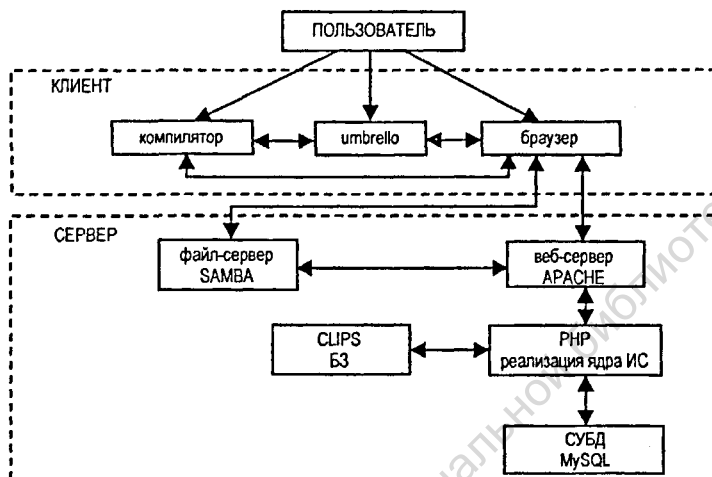 ПОЛЬЗОВАТЕЛЬ
КЛИЕНТ
компилятор
umbrello
браузер
СЕРВЕР
файл-сервер
SAMBA
веб-сервер
APACHE
CLIPS
БЗ
PHP
реализация ядра ИС
СУБД
MySQL